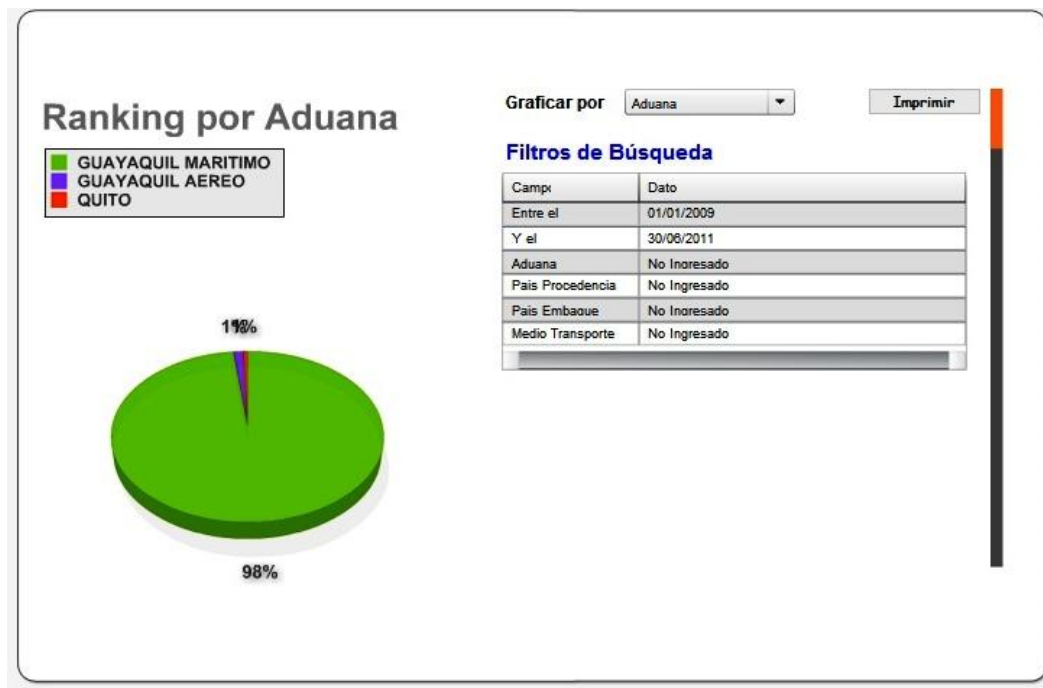 Ranking por Aduana
GUAYAQUIL MARITIMO
GUAYAQUIL AEREO
QUITO
98%
Graficar por Aduana Imprimir
Filtros de Búsqueda
Campo Dato
Entre el 01/01/2009
Y el 30/06/2011
Aduana No Ingresado
Pais Procedencia No Ingresado
Pais Embaque No Ingresado
Medio Transporte No Ingresado